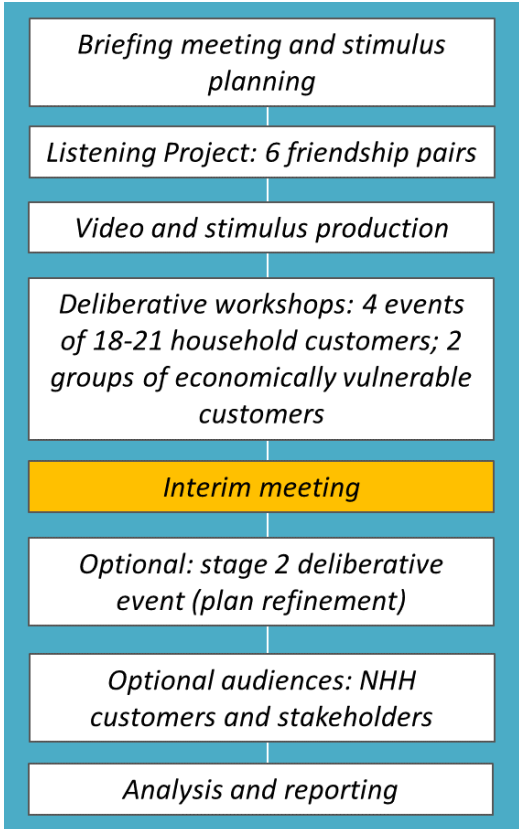 Briefing meeting and stimulus
planning
Listening Project: 6 friendship pairs
Video and stimulus production
Deliberative workshops: 4 events
of 18-21 household customers; 2
groups of economically vulnerable
customers
Interim meeting
Optional: stage 2 deliberative
event (plan refinement)
Optional audiences: NHH
customers and stakeholders
Analysis and reporting